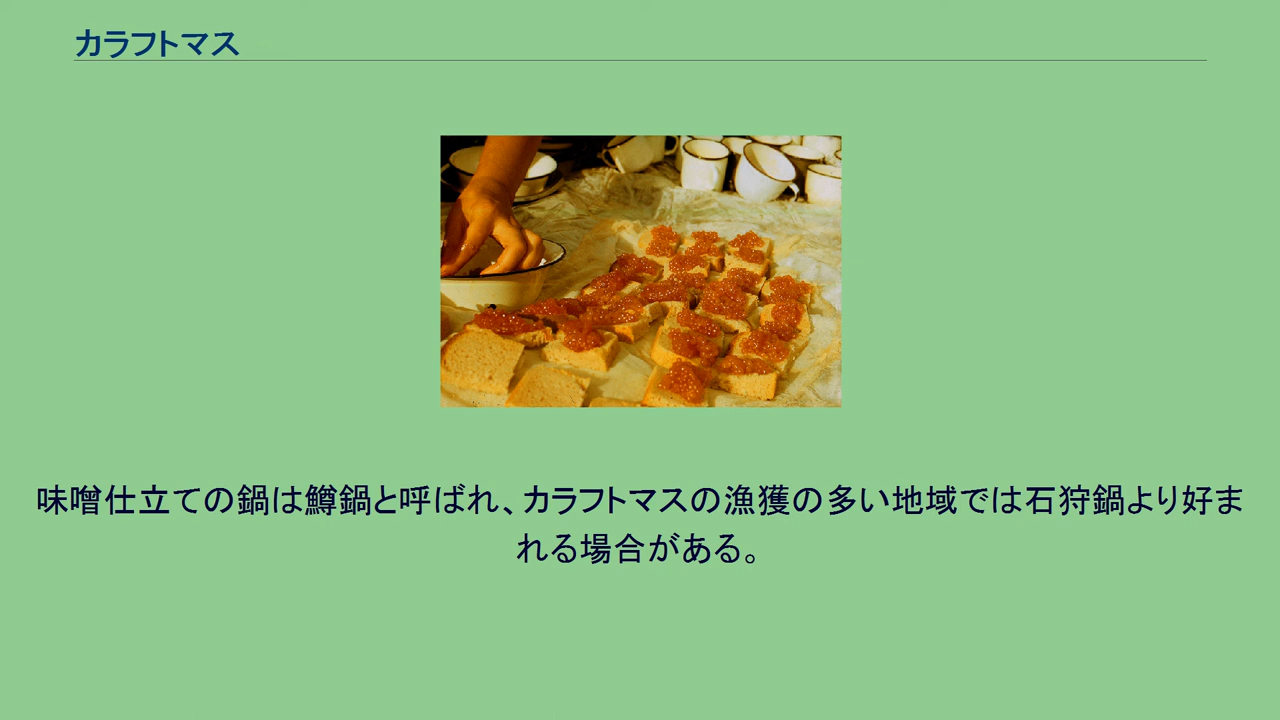 カラフトマス
味噌仕立ての鍋は鱒鍋と呼ばれ、カラフトマスの漁獲の多い地域では石狩鍋より好ま
れる場合がある。